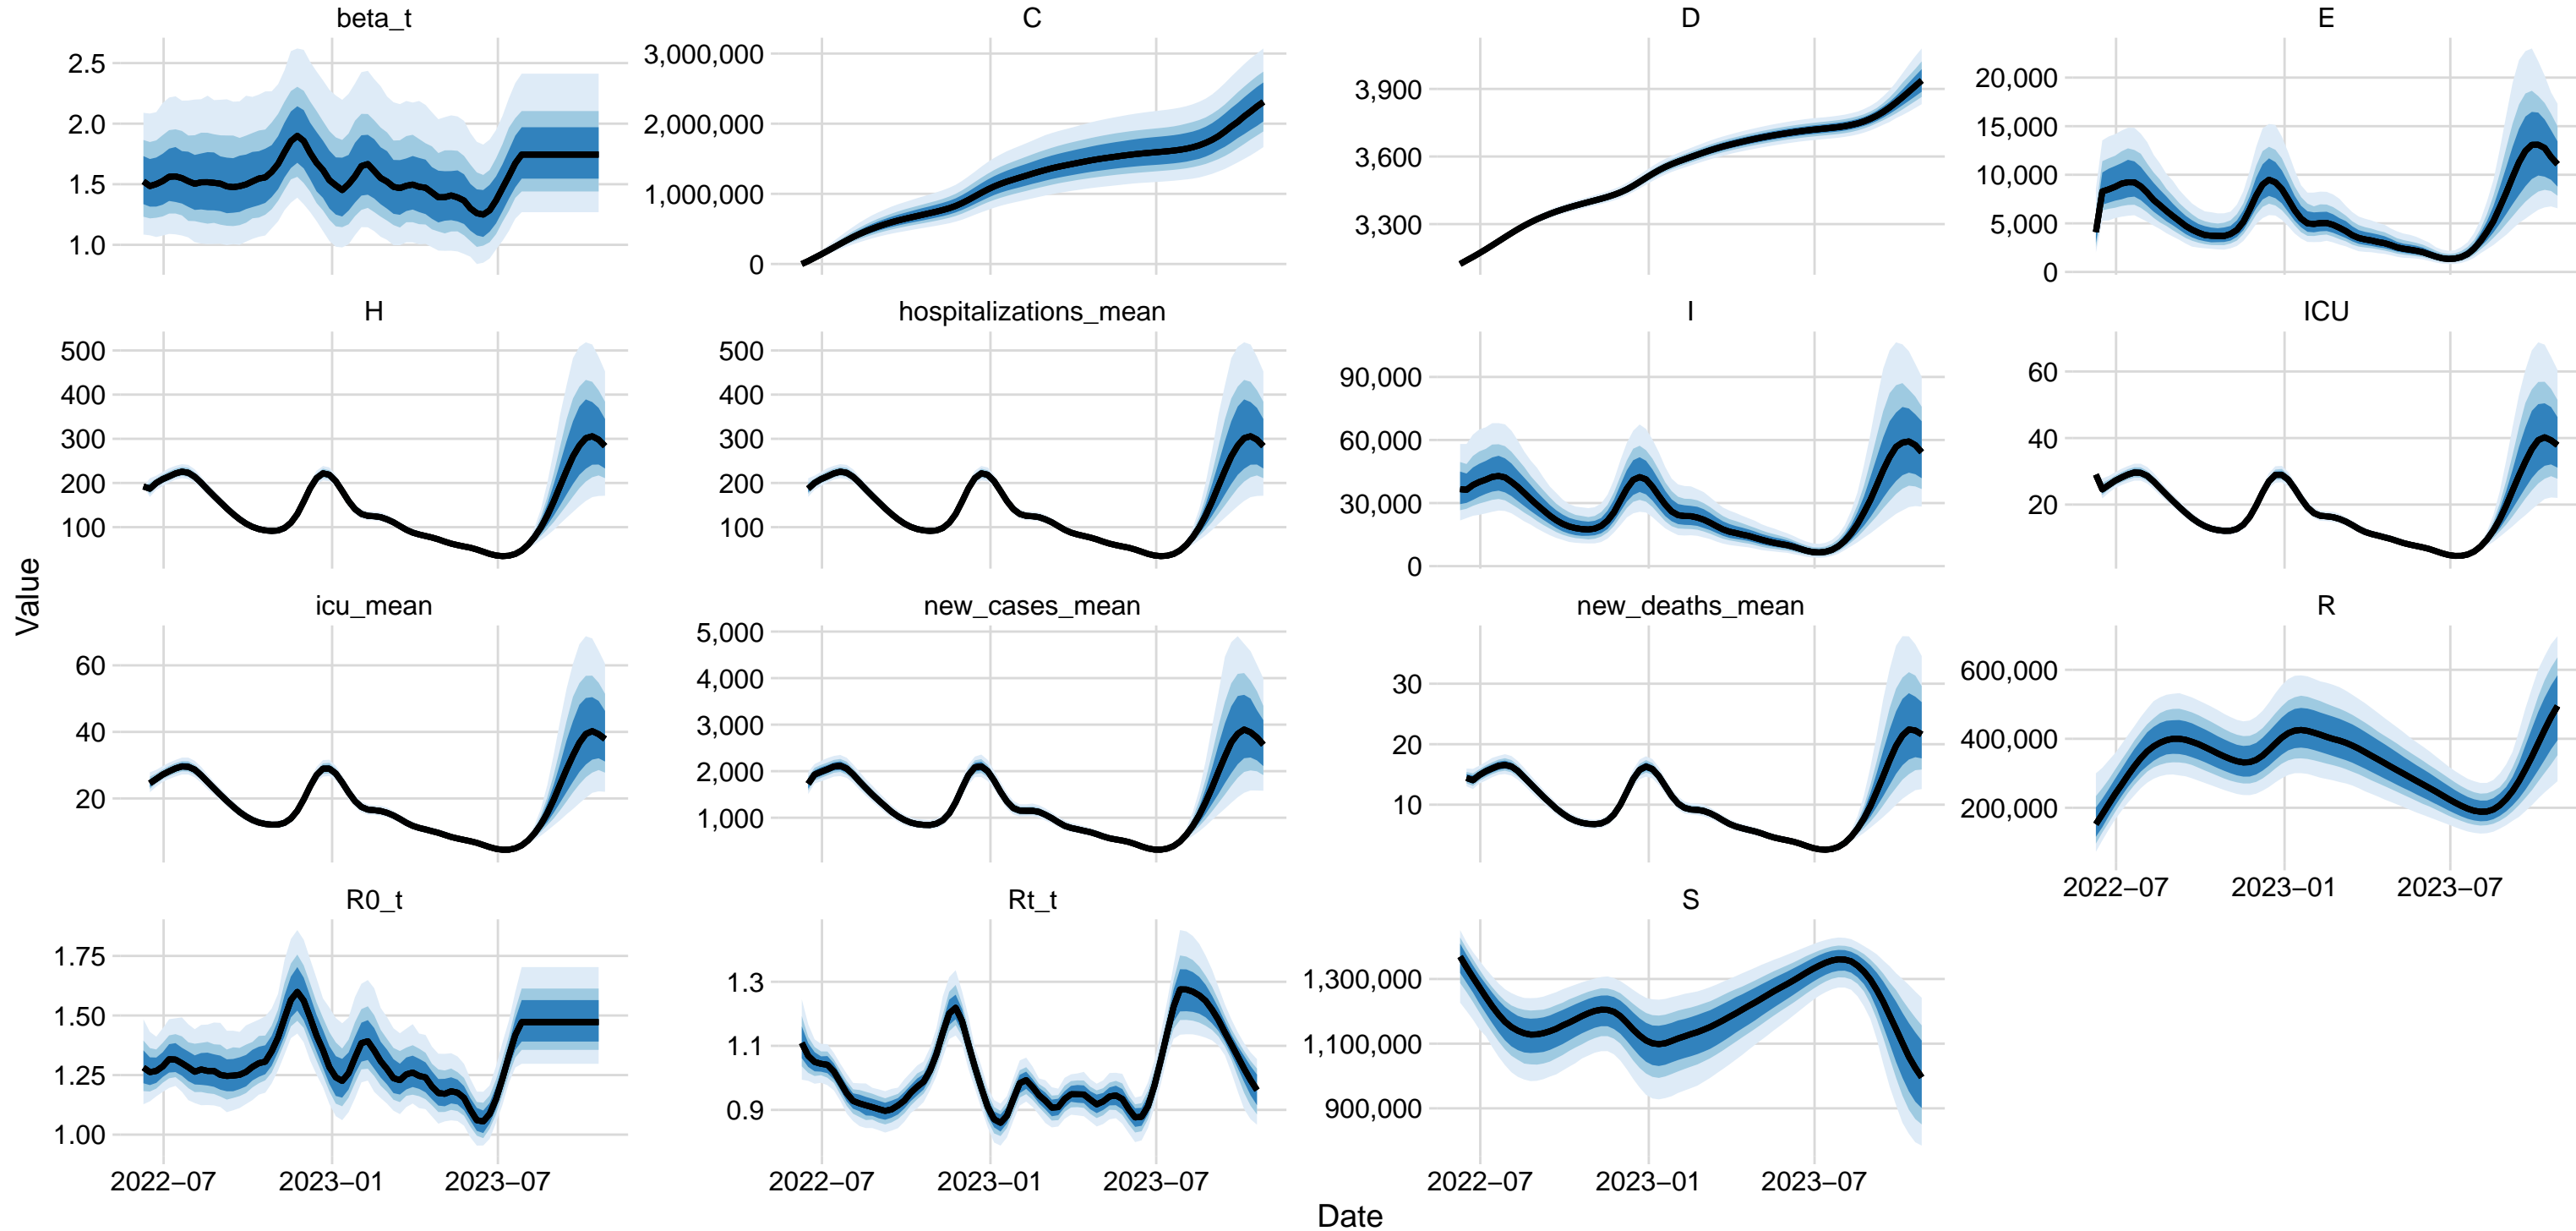 beta_t
C
D
E
2.5
2.0
1.5
1.0
3,000,000
2,000,000
1,000,000
0
3,900
3,600
3,300
20,000
15,000
10,000
5,000
0
H
hospitalizations_mean
I
ICU
500
400
300
200
100
500
400
300
200
100
90,000
60,000
30,000
0
60
40
20
Value
icu_mean
new_cases_mean
new_deaths_mean
R
60
40
20
5,000
4,000
3,000
2,000
1,000
30
20
10
600,000
400,000
200,000
2022−07 2023−01 2023−07
R0_t
Rt_t
S
1.75
1.50
1.25
1.00
1.3
1.1
0.9
1,300,000
1,100,000
900,000
2022−07 2023−01 2023−07
2022−07 2023−01 2023−07
2022−07 2023−01 2023−07
Date